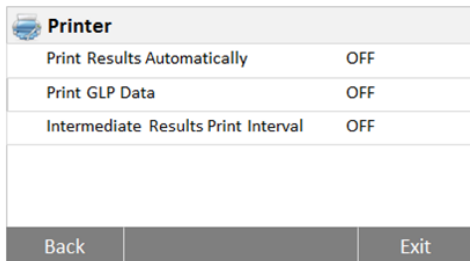 Printer
Print Results Automatically OFF
Print GLP Data OFF
Intermediate Results Print Interval OFF
Back Exit